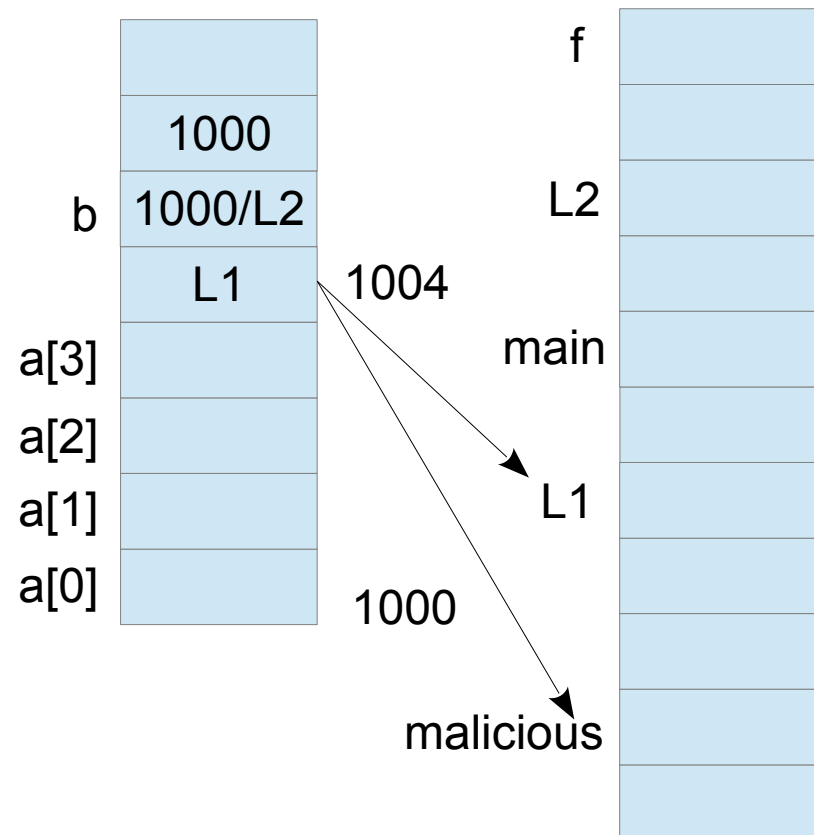 f
1000
b 1000/L2
L2
L1 1004
a[3]
main
a[2]
a[1]
L1
a[0]
1000
malicious